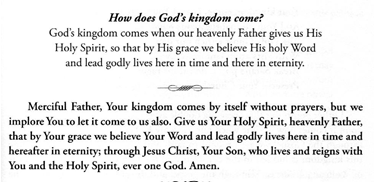 How does God's kingdom come?
God's kingdom comes when our heavenly Father gives us His
Holy Spirit, so that by His grace we believe His holy Word
and lead godly lives here in time and there in eternity.
Merciful Father, Your kingdom comes by itself without prayers, but we
implore You to let it come to us also. Give us Your Holy Spirit, heavenly Father,
that by Your grace we believe Your Word and lead godly lives here in time and
hereafter in eternity; through Jesus Christ, Your Son, who lives and reigns with
You and the Holy Spirit, ever one God. Amen.